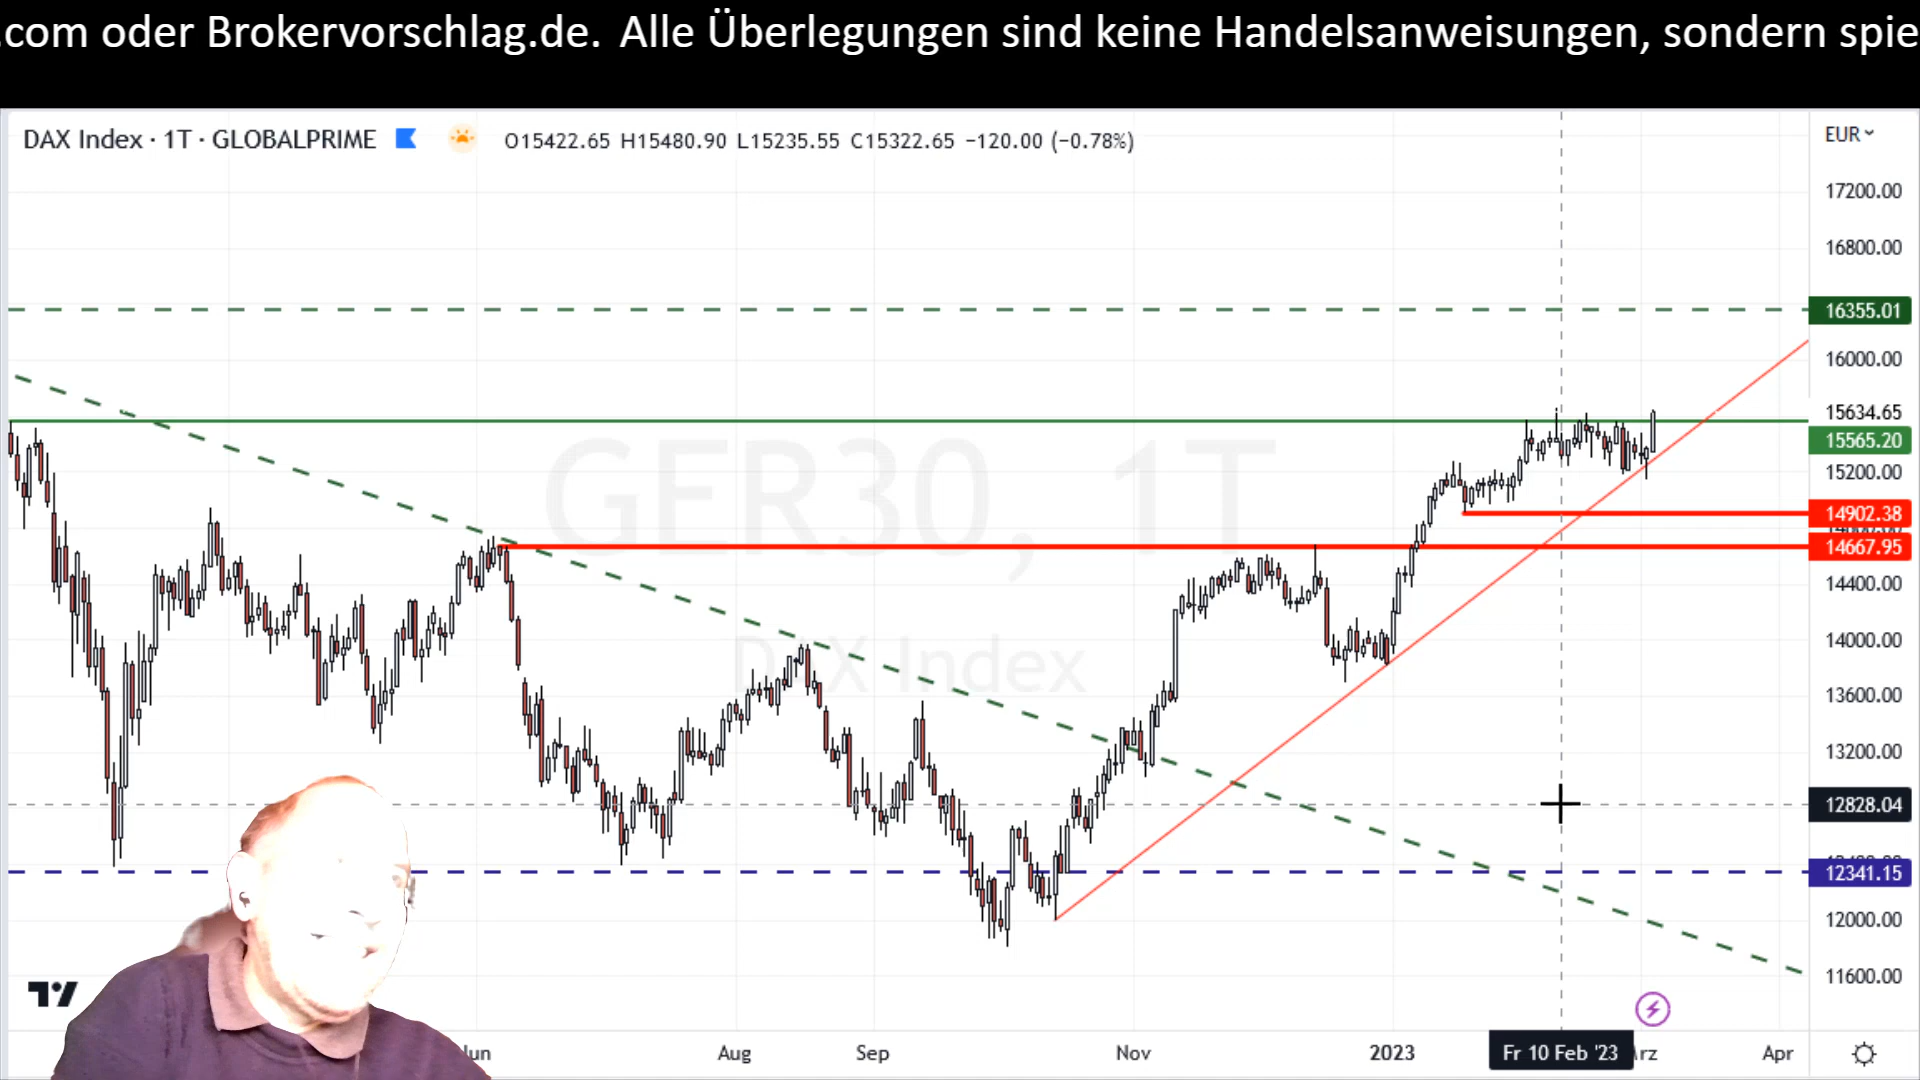 .com oder Brokervorschlag.de. Alle Überlegungen sind keine Handelsanweisungen, sondern spie
DAX Index · 1T · GLOBALPRIME
O15422.65 H15480.90 L15235.55 C15322.65 −120.00 (−0.78%)
EUR
17200.00
16800.00
16355.01
16000.00
15634.65
15565.20
15200.00
14902.38
14667.95
14400.00
14000.00
13600.00
13200.00
12828.04
12341.15
12000.00
11600.00
GER30, 1T
DAX Index
Jun
Aug
Sep
Nov
2023
Fr 10 Feb '23
Apr